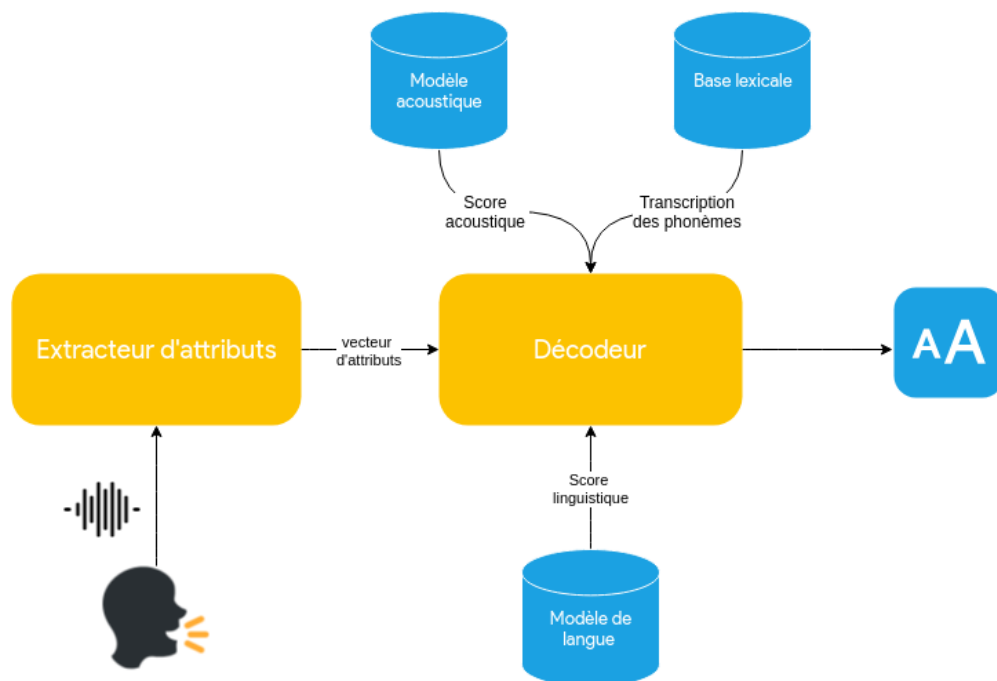 Modèle
acoustique
Base lexicale
Score
acoustique
Transcription
des phonèmes
Extracteur d'attributs
vecteur
d'attributs
Décodeur
AA
Score
linguistique
Modèle de
langue